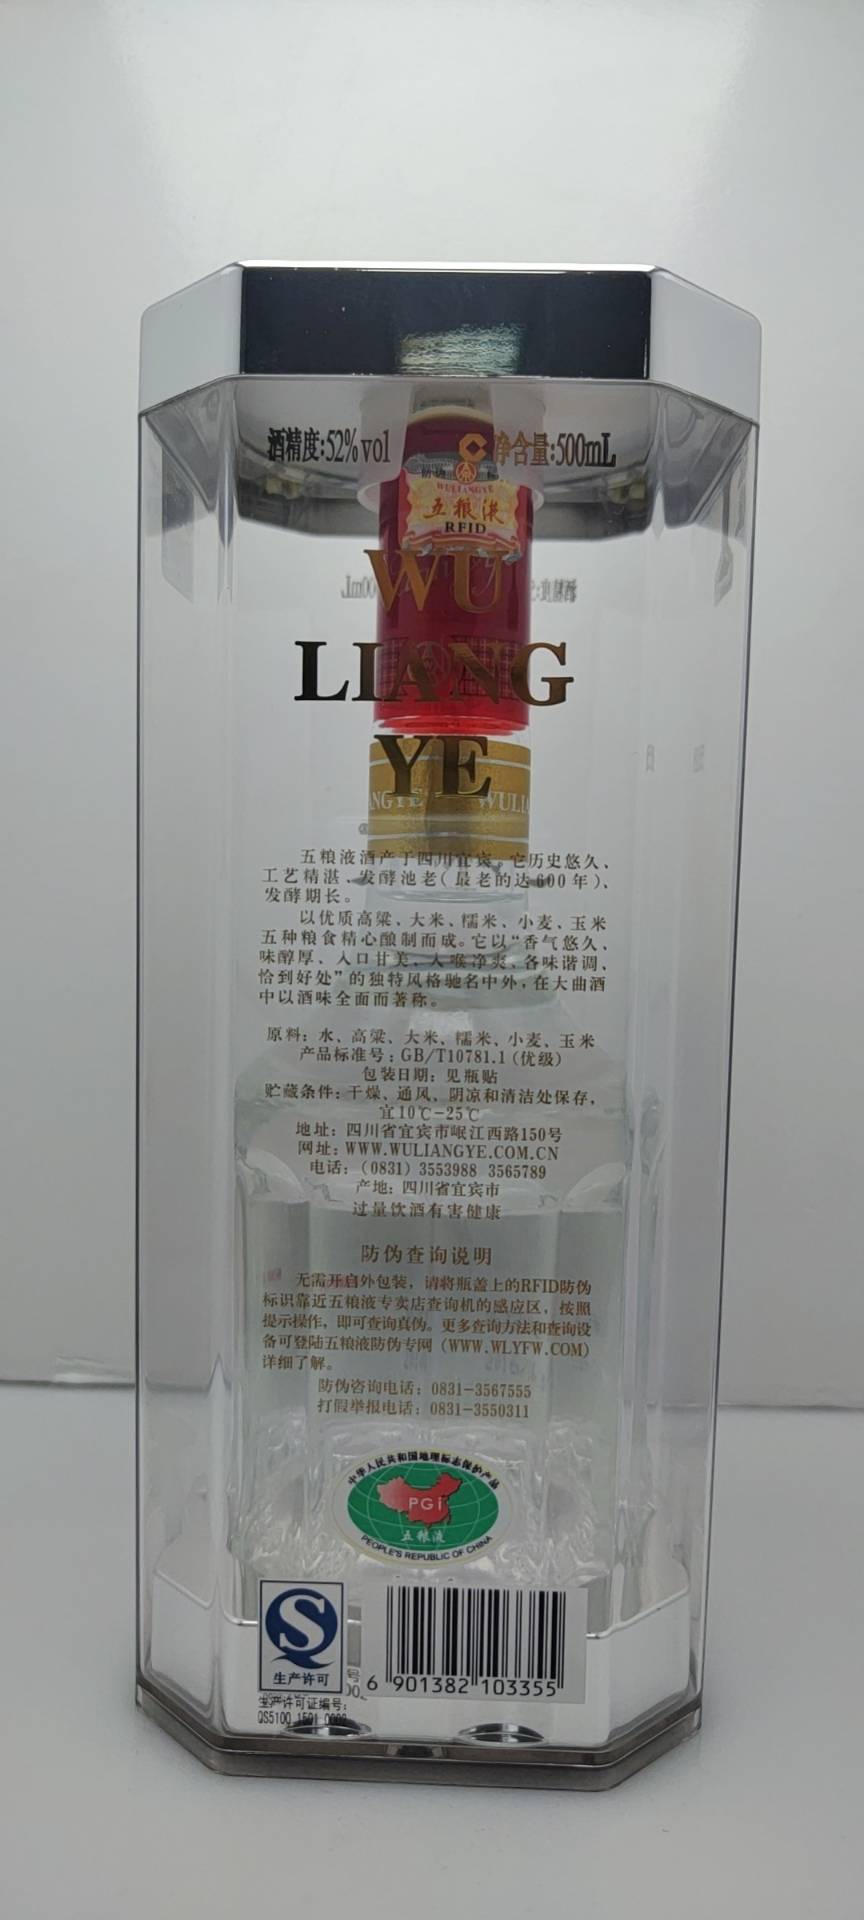 酒精度:52%vol 净含量:500mL
防伪
WULIANGYE
五粮液
RFID
WU
LIANG
YE
ANGYE WULIA
五粮液酒产于四川宜宾。它历史悠久、
工艺精湛、发酵池老(最老的达600年)、
发酵期长。
以优质高粱、大米、糯米、小麦、玉米
五种粮食精心酿制而成。它以“香气悠久、
味醇厚、入口甘美、入喉净爽、各味谐调、
恰到好处”的独特风格驰名中外,在大曲酒
中以酒味全面而著称。
原料: 水、高粱、大米、糯米、小麦、玉米
产品标准号: GB/T10781.1(优级)
包装日期: 见瓶贴
贮藏条件: 干燥、通风、阴凉和清洁处保存,
宜10℃-25℃
地址: 四川省宜宾市岷江西路150号
网址: WWW.WULIANGYE.COM.CN
电话: (0831) 3553988 3565789
产地: 四川省宜宾市
过量饮酒有害健康
防伪查询说明
无需开启外包装, 请将瓶盖上的RFID防伪
标识靠近五粮液专卖店查询机的感应区, 按照
提示操作, 即可查询真伪。更多查询方法和查询设
备可登陆五粮液防伪专网 (WWW.WLYFW.COM)
详细了解。
防伪咨询电话: 0831-3567555
打假举报电话: 0831-3550311
中华人民共和国地理标志保护产品
PGI
五粮液
PEOPLE'S REPUBLIC OF CHINA
S
生产许可
6 901382 103355
生产许可证编号:
QS5100 1501 0002